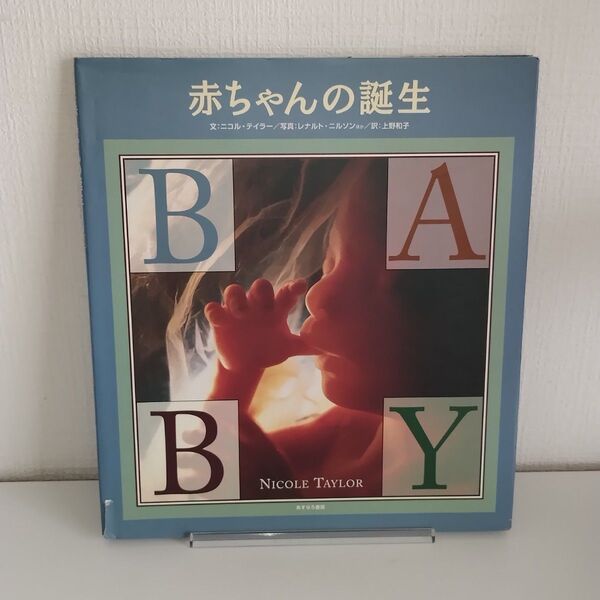 赤ちゃんの誕生
文:ニコル・テイラー/写真:レナルト・ニルソンほか/訳:上野和子
B A
B Y
NICOLE TAYLOR
あすなろ書房